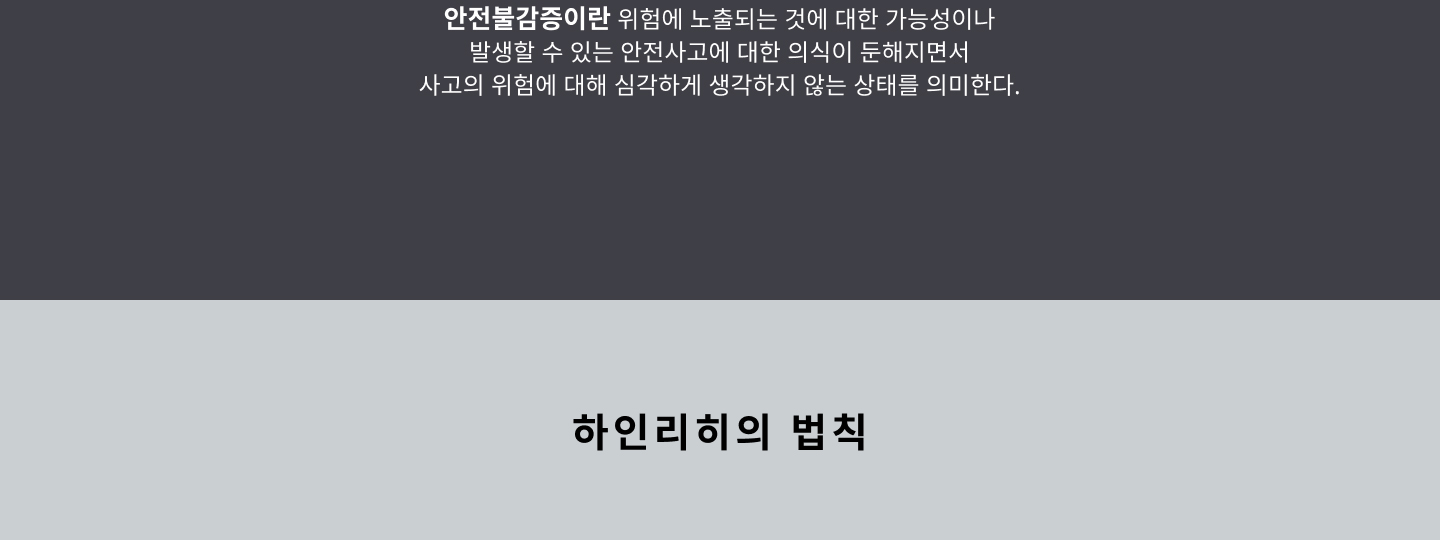 안전불감증이란 위험에 노출되는 것에 대한 가능성이나
발생할 수 있는 안전사고에 대한 의식이 둔해지면서
사고의 위험에 대해 심각하게 생각하지 않는 상태를 의미한다.
하인리히의 법칙